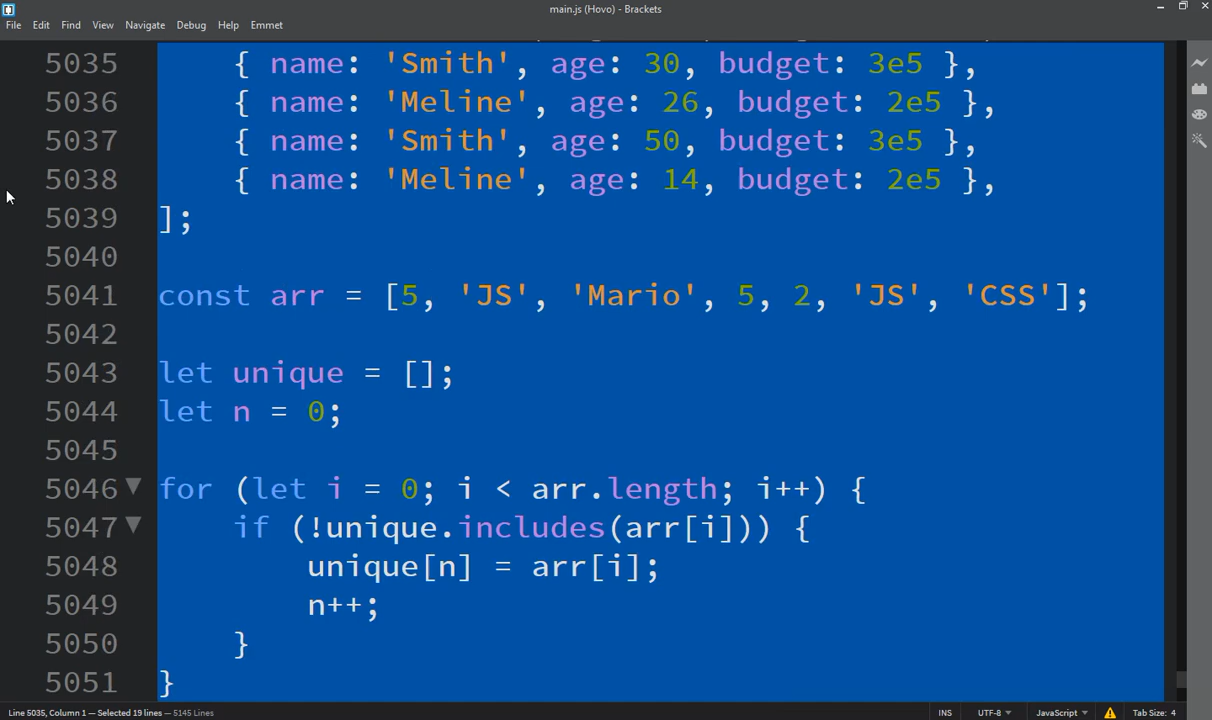 main.js (Hovo) - Brackets
File Edit Find View Navigate Debug Help Emmet
5035 { name: 'Smith', age: 30, budget: 3e5 },
5036 { name: 'Meline', age: 26, budget: 2e5 },
5037 { name: 'Smith', age: 50, budget: 3e5 },
5038 { name: 'Meline', age: 14, budget: 2e5 },
5039 ];
5040
5041 const arr = [5, 'JS', 'Mario', 5, 2, 'JS', 'CSS'];
5042
5043 let unique = [];
5044 let n = 0;
5045
5046 for (let i = 0; i < arr.length; i++) {
5047 if (!unique.includes(arr[i])) {
5048 unique[n] = arr[i];
5049 n++;
5050 }
5051 }
Line 5035, Column 1 — Selected 19 lines — 5145 Lines INS UTF-8 JavaScript Tab Size: 4